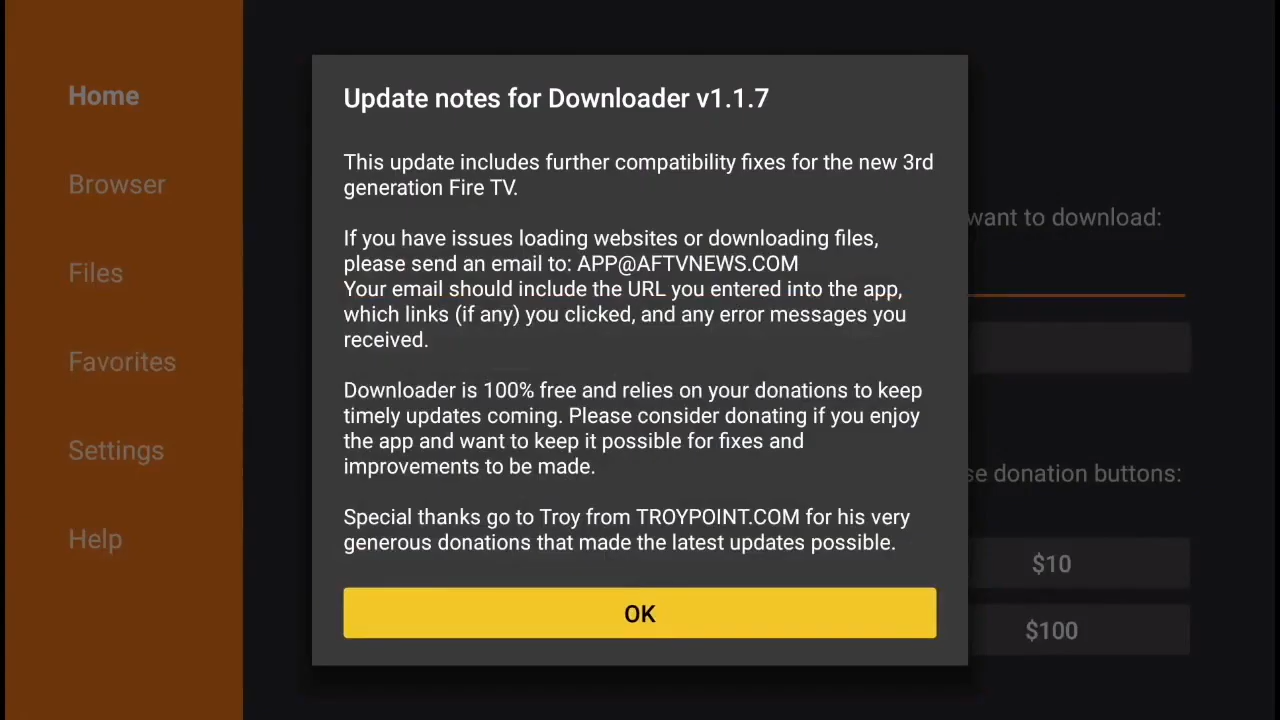 Home
Browser
Files
Favorites
Settings
Help
Update notes for Downloader v1.1.7
This update includes further compatibility fixes for the new 3rd
generation Fire TV.
If you have issues loading websites or downloading files,
please send an email to: APP@AFTVNEWS.COM
Your email should include the URL you entered into the app,
which links (if any) you clicked, and any error messages you
received.
Downloader is 100% free and relies on your donations to keep
timely updates coming. Please consider donating if you enjoy
the app and want to keep it possible for fixes and
improvements to be made.
Special thanks go to Troy from TROYPOINT.COM for his very
generous donations that made the latest updates possible.
OK
want to download:
se donation buttons:
$10
$100